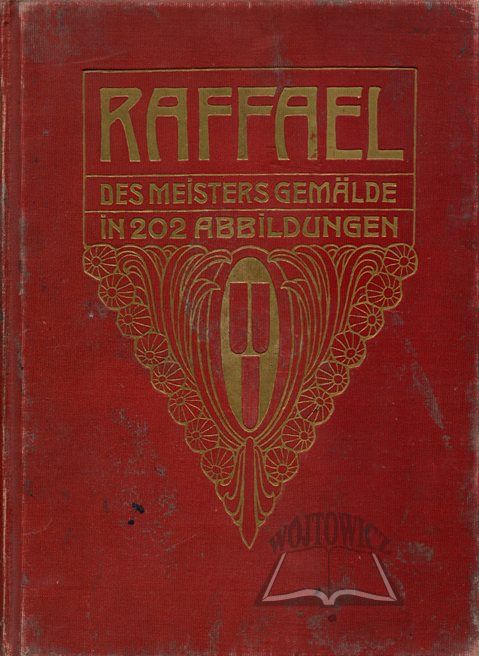 RAFFAEL
DES MEISTERS GEMÄLDE
IN 202 ABBILDUNGEN
WOJTOWICZ